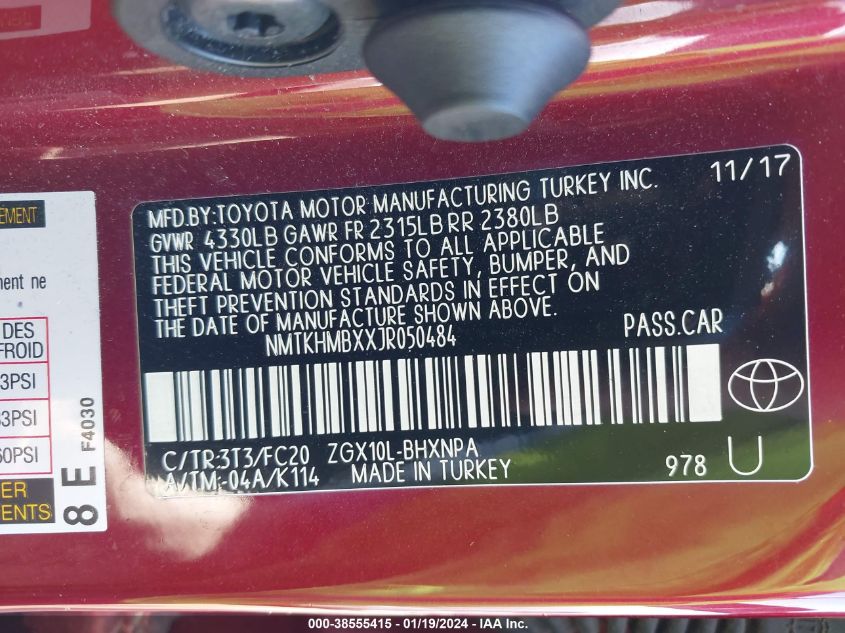 11/17
MFD.BY:TOYOTA MOTOR MANUFACTURING TURKEY INC.
GVWR 4330LB GAWR FR 2315LB RR 2380LB
THIS VEHICLE CONFORMS TO ALL APPLICABLE
FEDERAL MOTOR VEHICLE SAFETY, BUMPER, AND
THEFT PREVENTION STANDARDS IN EFFECT ON
THE DATE OF MANUFACTURE SHOWN ABOVE.
NMTKHMBXXJR050484
PASS.CAR
C/TR:3T3/FC20 ZGX10L-BHXNPA
A/TM:-04A/K114 MADE IN TURKEY
978 U
EMENT
ment ne
DES
FROID
3PSI
33PSI
60PSI
ER
ENTS
8 E F4030
000-38555415 - 01/19/2024 - IAA Inc.